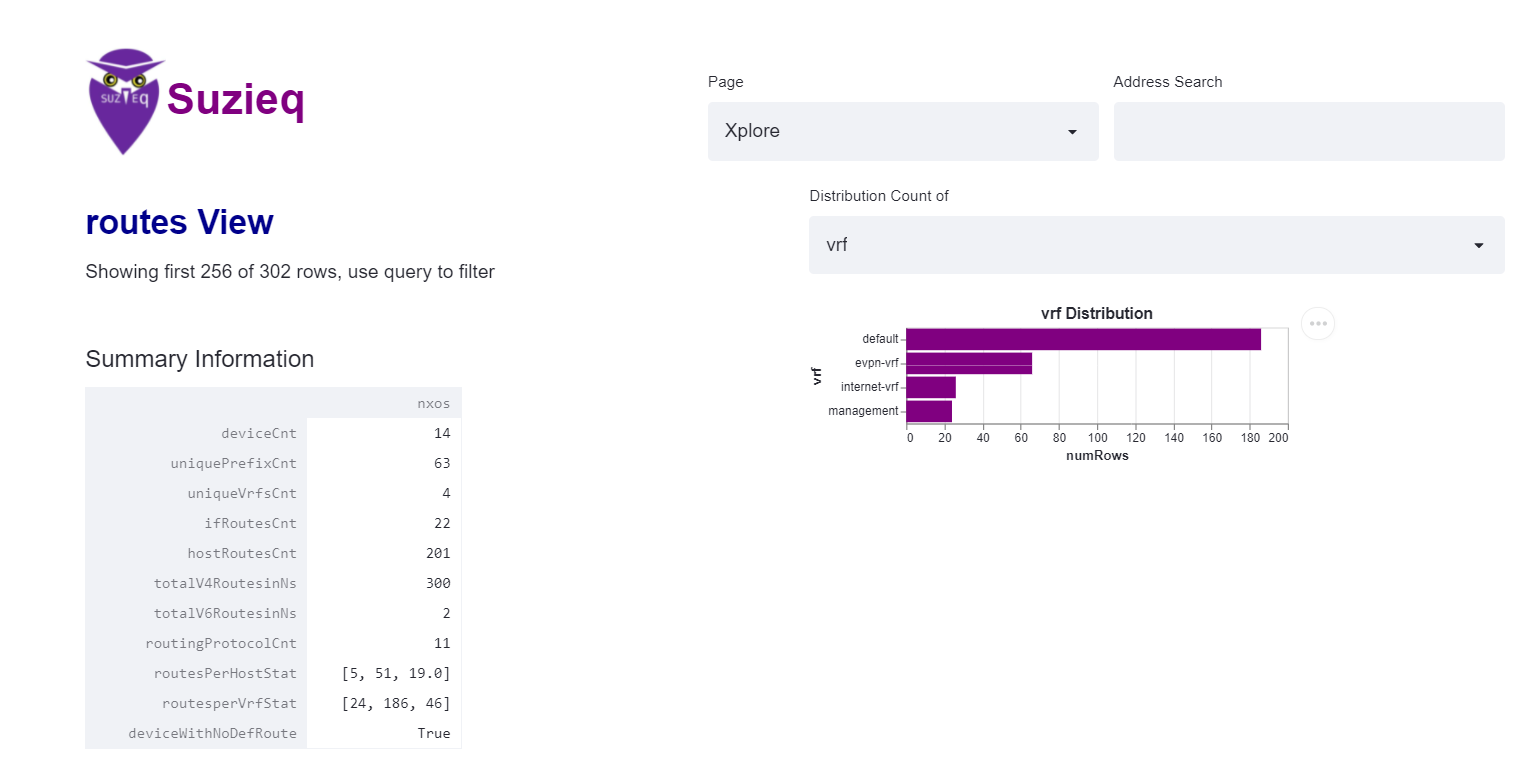 SUZIEQ
Suzieq
Page
Address Search
Xplore
Distribution Count of
vrf
routes View
Showing first 256 of 302 rows, use query to filter
vrf Distribution
vrf
default
evpn-vrf
internet-vrf
management
0 20 40 60 80 100 120 140 160 180 200
numRows
Summary Information
nxos
deviceCnt 14
uniquePrefixCnt 63
uniqueVrfsCnt 4
ifRoutesCnt 22
hostRoutesCnt 201
totalV4RoutesinNs 300
totalV6RoutesinNs 2
routingProtocolCnt 11
routesPerHostStat [5, 51, 19.0]
routesperVrfStat [24, 186, 46]
deviceWithNoDefRoute True